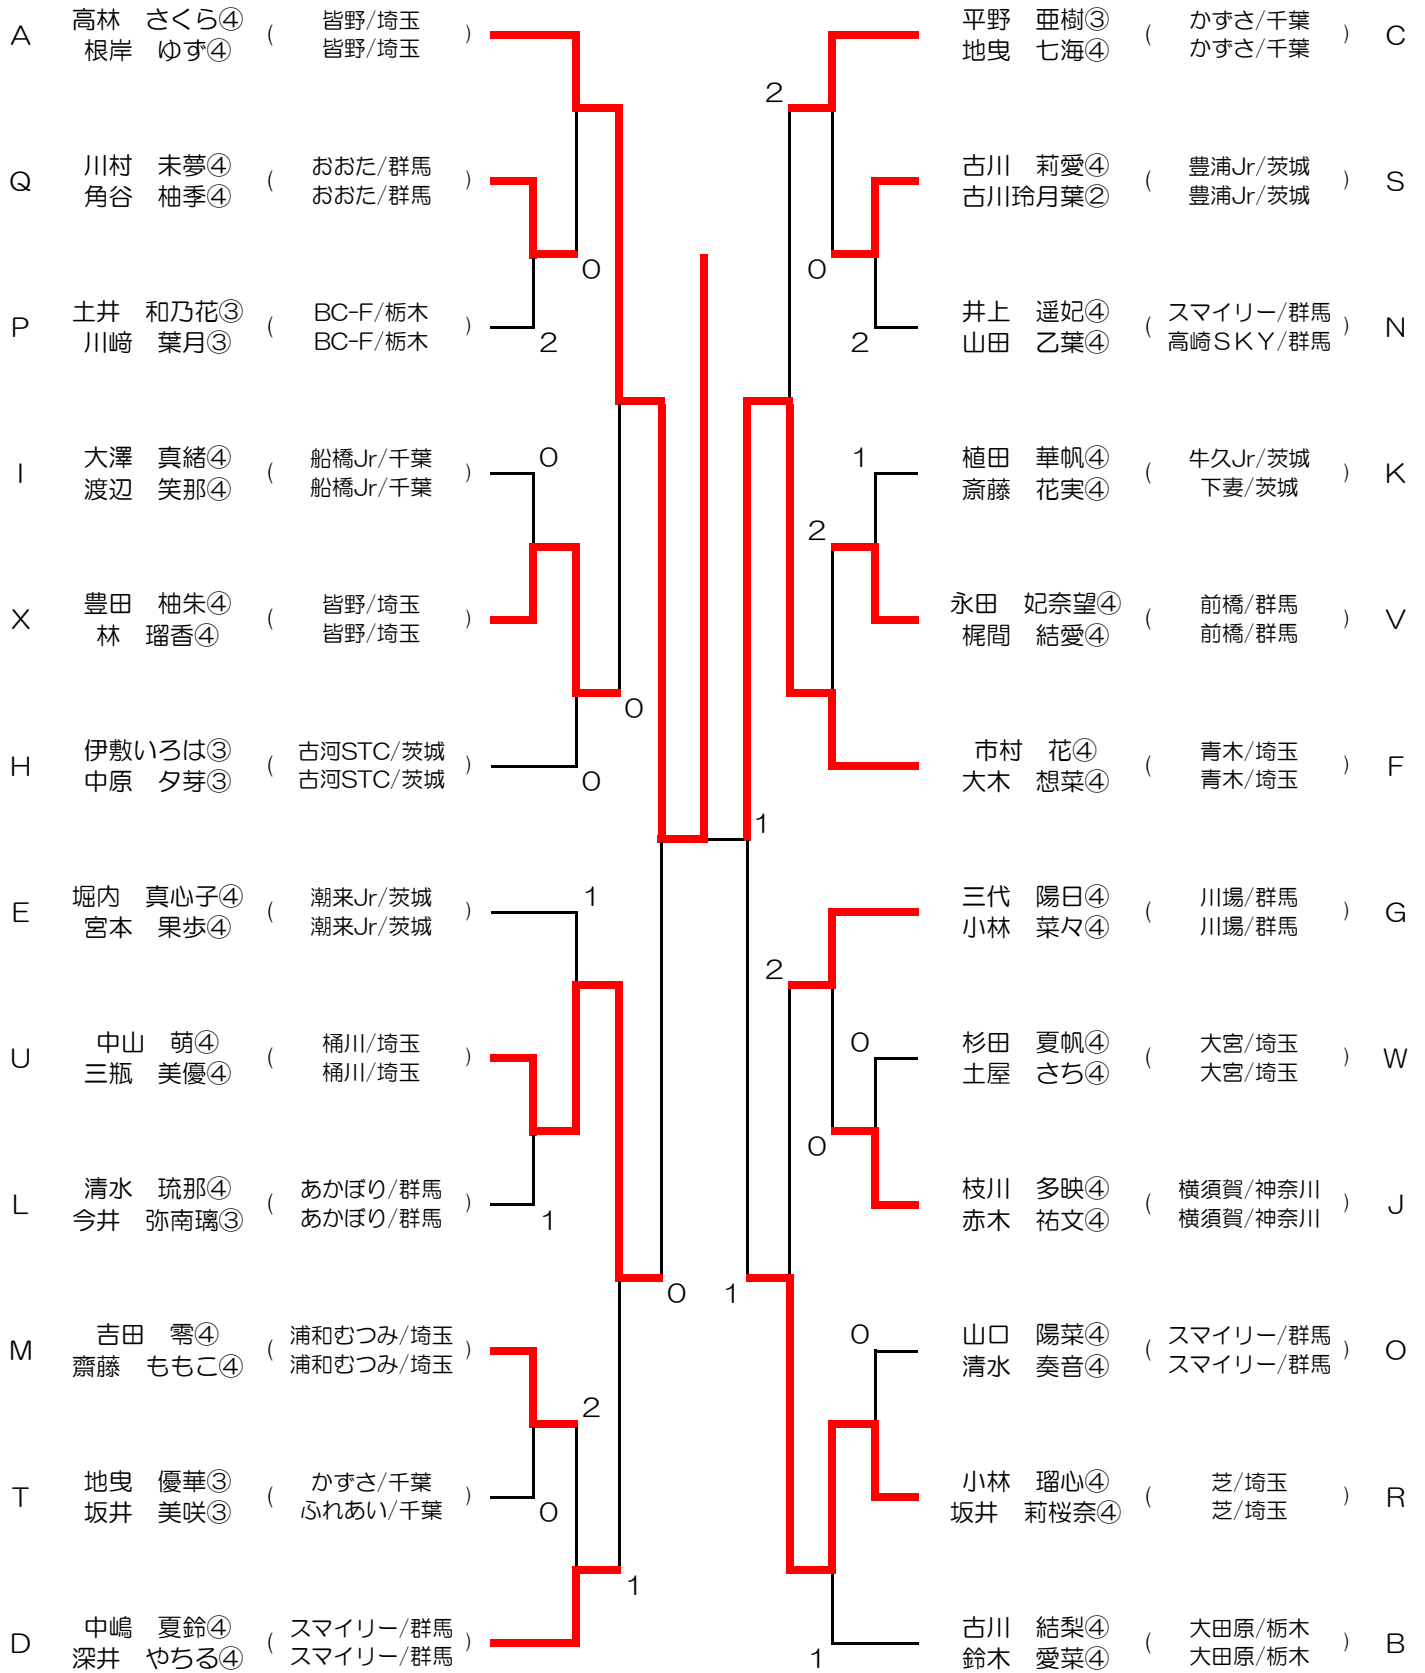 A 高林 さくら④ ( 皆野/埼玉 )
根岸 ゆず④ 皆野/埼玉
Q 川村 未夢④ ( おおた/群馬 )
角谷 柚季④ おおた/群馬
0
P 土井 和乃花③ ( BC-F/栃木 )
川﨑 葉月③ BC-F/栃木
2
I 大澤 真緒④ ( 船橋Jr/千葉 ) 0
渡辺 笑那④ 船橋Jr/千葉
X 豊田 柚朱④ ( 皆野/埼玉 )
林 瑠香④ 皆野/埼玉
0
H 伊敷いろは③ ( 古河STC/茨城 )
中原 夕芽③ 古河STC/茨城
0
E 堀内 真心子④ ( 潮来Jr/茨城 ) 1
宮本 果歩④ 潮来Jr/茨城
U 中山 萌④ ( 桶川/埼玉 )
三瓶 美優④ 桶川/埼玉
L 清水 琉那④ ( あかぼり/群馬 )
今井 弥南璃③ あかぼり/群馬
1
0
M 吉田 零④ ( 浦和むつみ/埼玉 )
齋藤 ももこ④ 浦和むつみ/埼玉
2
T 地曳 優華③ ( かずさ/千葉 )
坂井 美咲③ ふれあい/千葉
0
1
D 中嶋 夏鈴④ ( スマイリー/群馬 )
深井 やちる④ スマイリー/群馬
平野 亜樹③ ( かずさ/千葉 ) C
地曳 七海④ かずさ/千葉
2
古川 莉愛④ ( 豊浦Jr/茨城 ) S
古川玲月葉② 豊浦Jr/茨城
0
井上 遥妃④ ( スマイリー/群馬 ) N
山田 乙葉④ 高崎SKY/群馬
2
1 植田 華帆④ ( 牛久Jr/茨城 ) K
斎藤 花実④ 下妻/茨城
2
永田 妃奈望④ ( 前橋/群馬 ) V
梶間 結愛④ 前橋/群馬
市村 花④ ( 青木/埼玉 ) F
大木 想菜④ 青木/埼玉
1
三代 陽日④ ( 川場/群馬 ) G
小林 菜々④ 川場/群馬
2
0 杉田 夏帆④ ( 大宮/埼玉 ) W
土屋 さち④ 大宮/埼玉
0
枝川 多映④ ( 横須賀/神奈川 ) J
赤木 祐文④ 横須賀/神奈川
1
0 山口 陽菜④ ( スマイリー/群馬 ) O
清水 奏音④ スマイリー/群馬
小林 瑠心④ ( 芝/埼玉 ) R
坂井 莉桜奈④ 芝/埼玉
古川 結梨④ ( 大田原/栃木 ) B
1 鈴木 愛菜④ 大田原/栃木